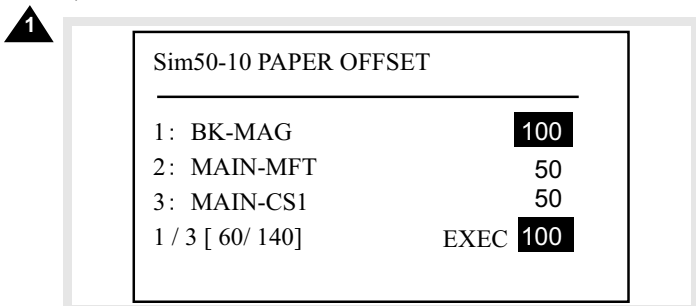 1
Sim50-10 PAPER OFFSET
1: BK-MAG 100
2: MAIN-MFT 50
3: MAIN-CS1 50
1 / 3 [ 60/ 140] EXEC 100